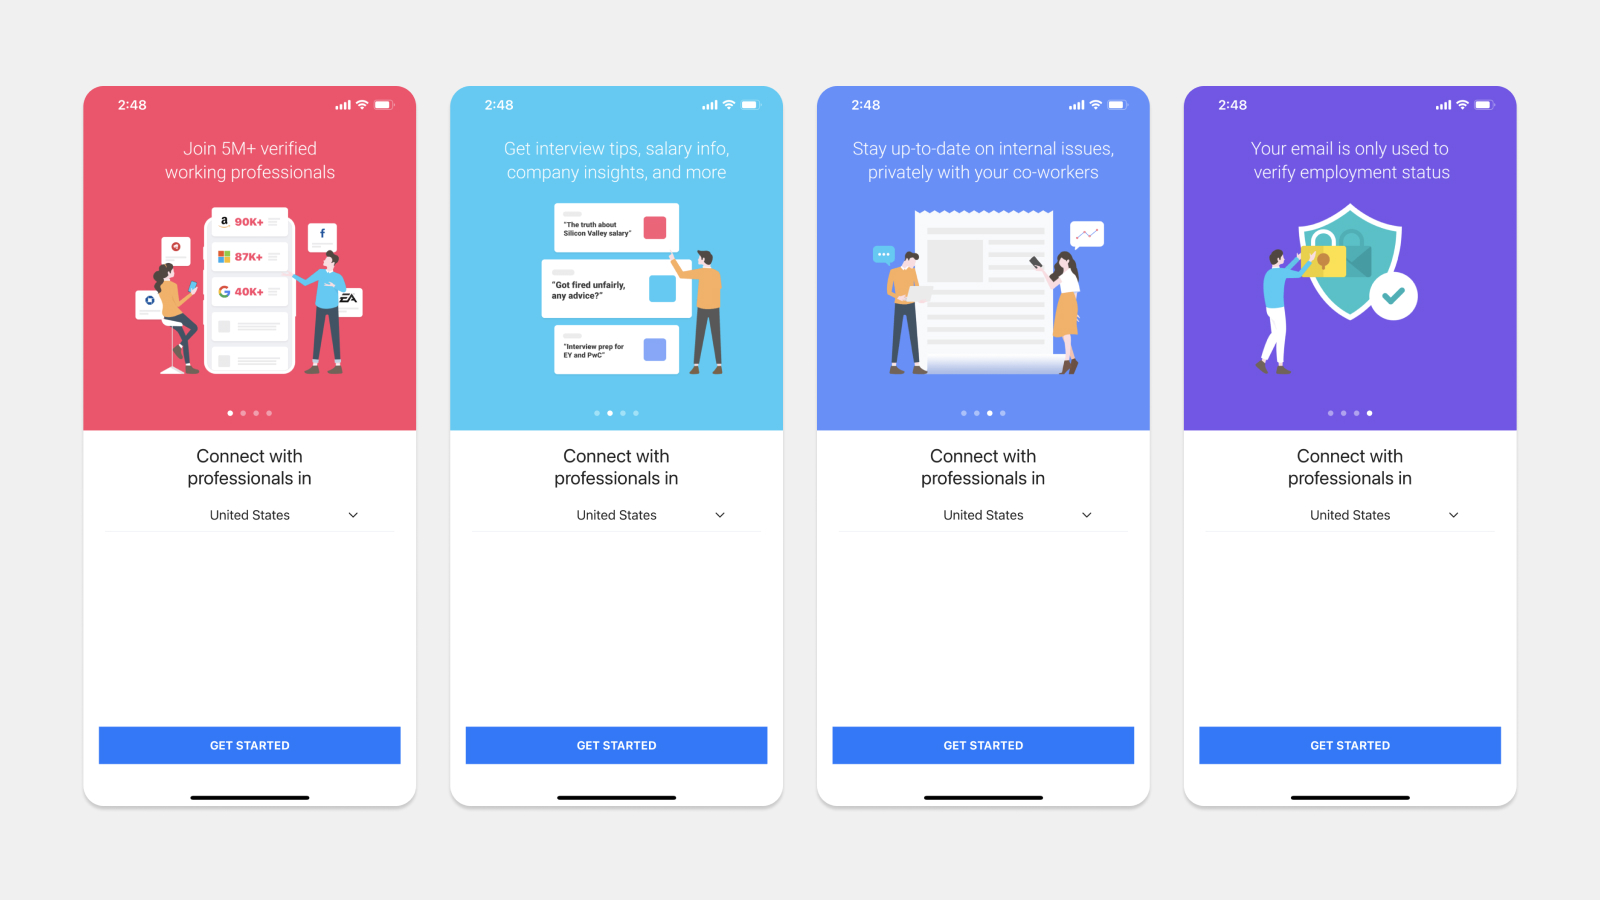 2:48
Join 5M+ verified
working professionals
a
90K+
87K+
G
40K+
f
EA
Connect with
professionals in
United States
GET STARTED
2:48
Get interview tips, salary info,
company insights, and more
"The truth about
Silicon Valley salary"
"Got fired unfairly,
any advice?"
"Interview prep for
EY and PwC"
Connect with
professionals in
United States
GET STARTED
2:48
Stay up-to-date on internal issues,
privately with your co-workers
Connect with
professionals in
United States
GET STARTED
2:48
Your email is only used to
verify employment status
Connect with
professionals in
United States
GET STARTED